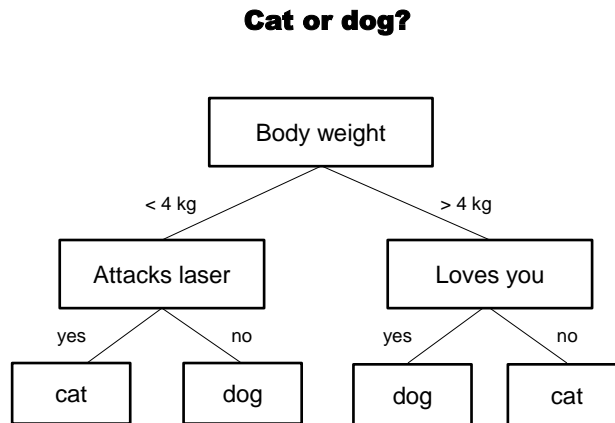 Cat or dog?
Body weight
< 4 kg
> 4 kg
Attacks laser
Loves you
yes
no
yes
no
cat
dog
dog
cat